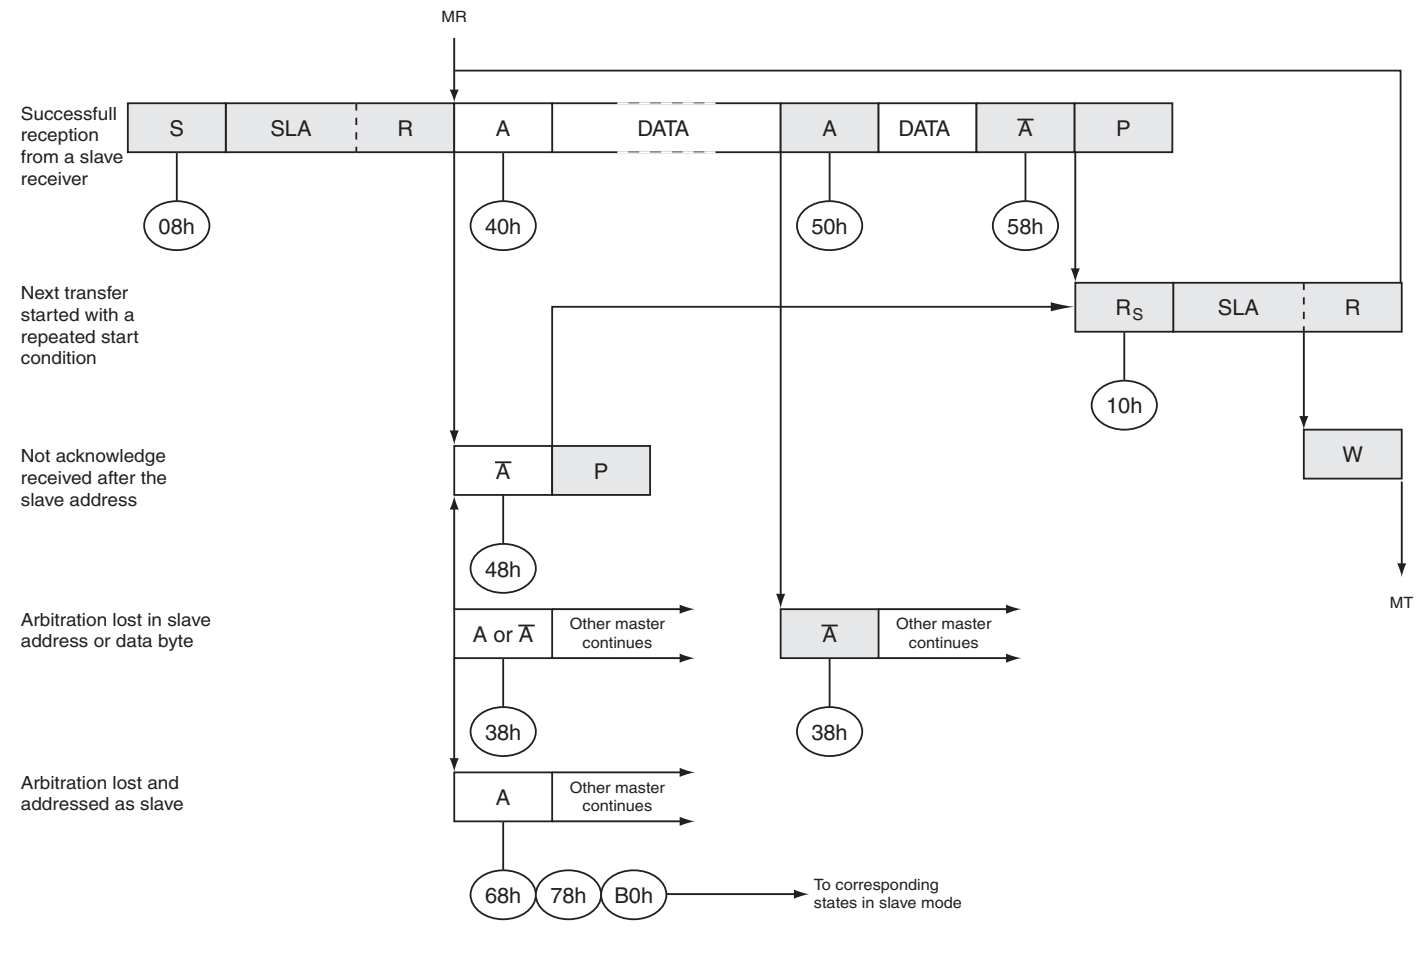 MR
Successfull
reception
from a slave
receiver
S SLA R A DATA A DATA A̅ P
08h 40h 50h 58h
Next transfer
started with a
repeated start
condition
RS SLA R
10h
Not acknowledge
received after the
slave address
A̅ P
W
48h
MT
Arbitration lost in slave
address or data byte
A or A̅
Other master
continues
A̅
Other master
continues
38h 38h
Arbitration lost and
addressed as slave
A
Other master
continues
68h 78h B0h
To corresponding
states in slave mode